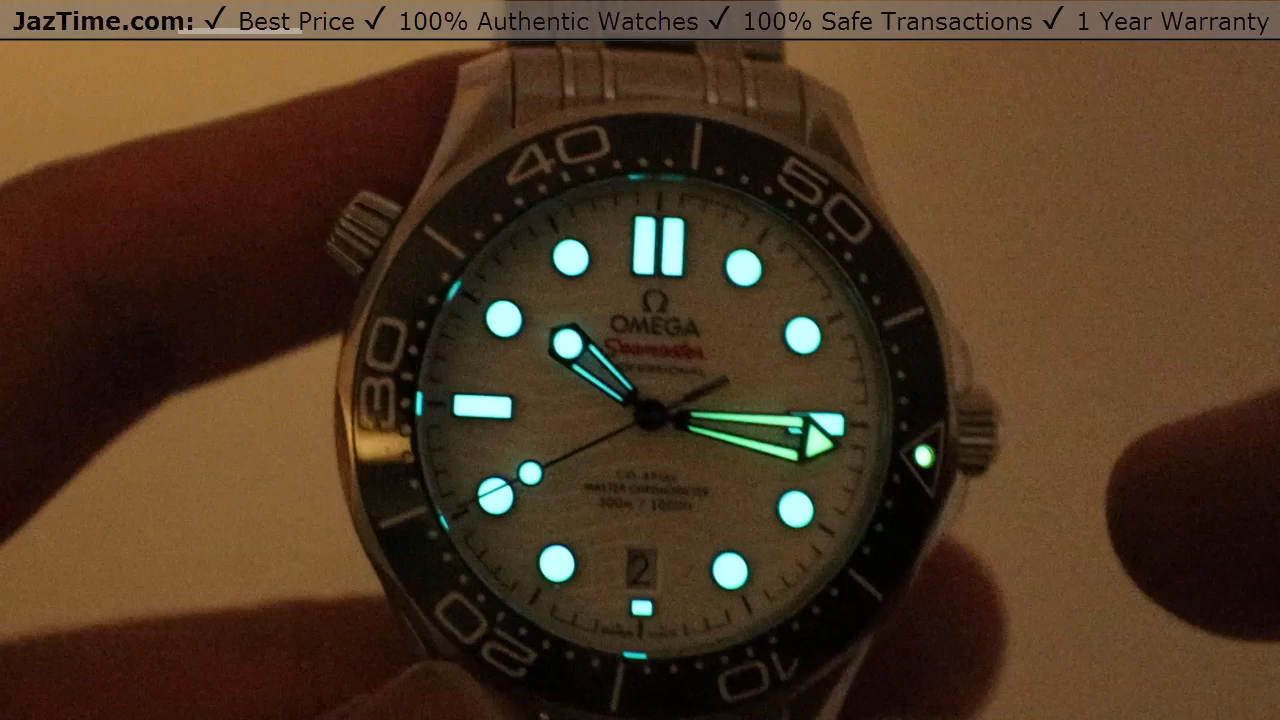 JazTime.com: ✓ Best Price ✓ 100% Authentic Watches ✓ 100% Safe Transactions ✓ 1 Year Warranty
40
50
30
Ω
OMEGA
Seamaster
PROFESSIONAL
CO-AXIAL
MASTER CHRONOMETER
300m / 1000ft
2
20
10